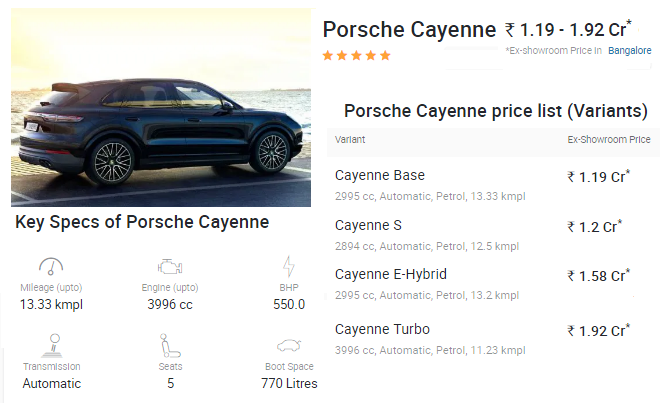 Porsche Cayenne ₹ 1.19 - 1.92 Cr*
*Ex-showroom Price in Bangalore
Porsche Cayenne price list (Variants)
Variant Ex-Showroom Price
Cayenne Base ₹ 1.19 Cr*
2995 cc, Automatic, Petrol, 13.33 kmpl
Cayenne S ₹ 1.2 Cr*
2894 cc, Automatic, Petrol, 12.5 kmpl
Cayenne E-Hybrid ₹ 1.58 Cr*
2995 cc, Automatic, Petrol, 13.2 kmpl
Cayenne Turbo ₹ 1.92 Cr*
3996 cc, Automatic, Petrol, 11.23 kmpl
Key Specs of Porsche Cayenne
Mileage (upto) Engine (upto) BHP
13.33 kmpl 3996 cc 550.0
Transmission Seats Boot Space
Automatic 5 770 Litres